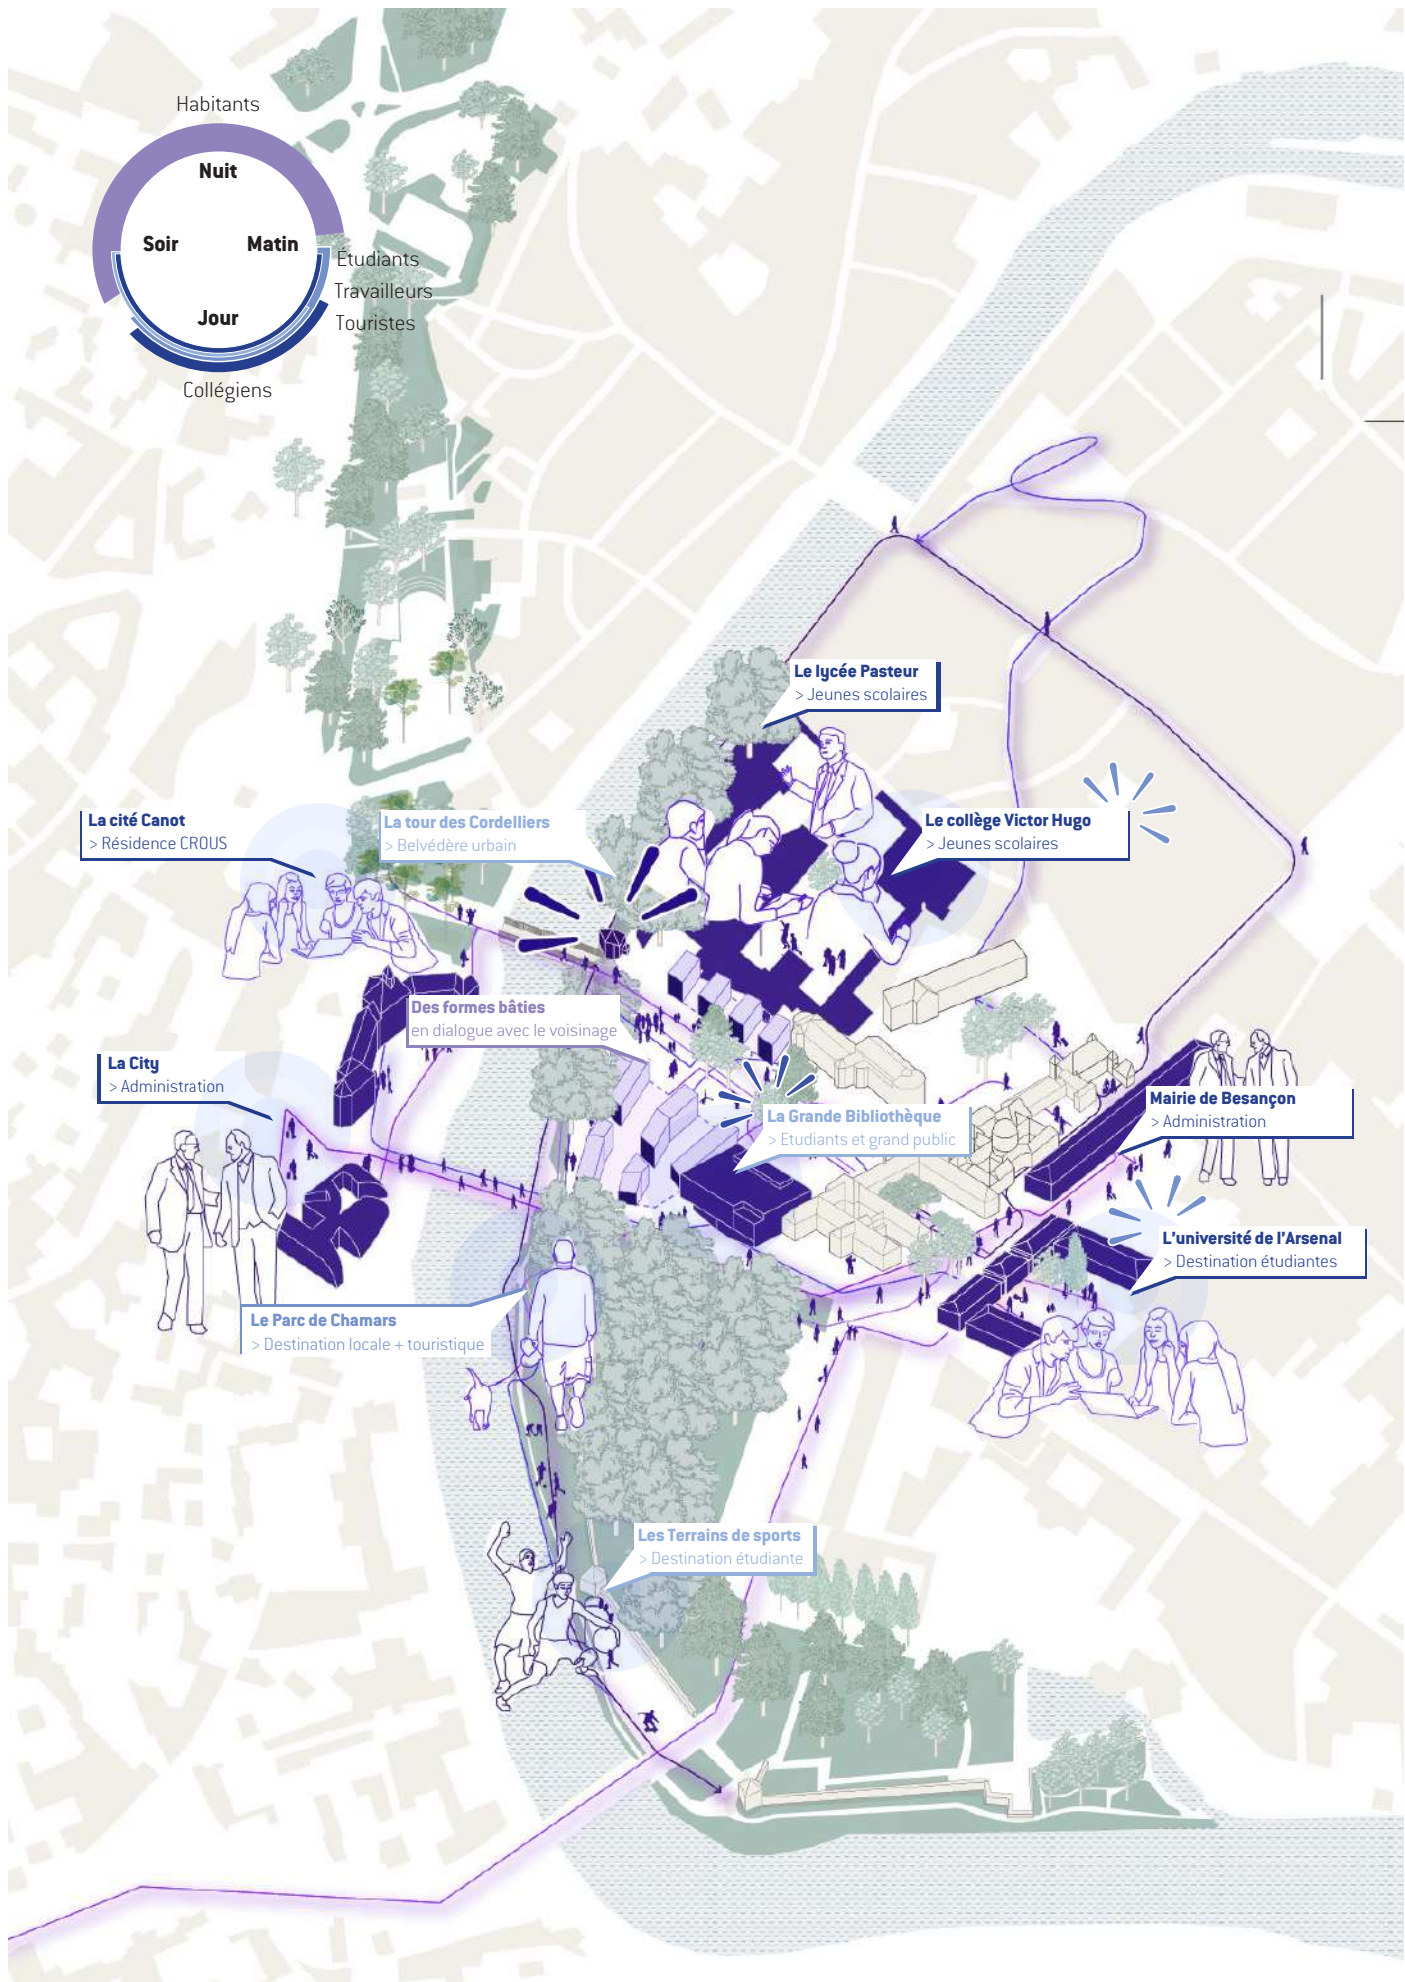 Habitants
Nuit
Soir
Matin
Étudiants
Travailleurs
Jour
Touristes
Collégiens
Le lycée Pasteur
> Jeunes scolaires
La cité Canot
> Résidence CROUS
La tour des Cordelliers
> Belvédère urbain
Le collège Victor Hugo
> Jeunes scolaires
Des formes bâties
en dialogue avec le voisinage
La City
> Administration
La Grande Bibliothèque
> Etudiants et grand public
Mairie de Besançon
> Administration
L'université de l'Arsenal
> Destination étudiantes
Le Parc de Chamars
> Destination locale + touristique
Les Terrains de sports
> Destination étudiante